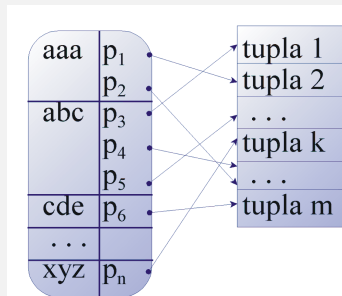 aaa p1
p2
abc p3
p4
p5
cde p6
...
xyz pn
tupla 1
tupla 2
...
tupla k
...
tupla m